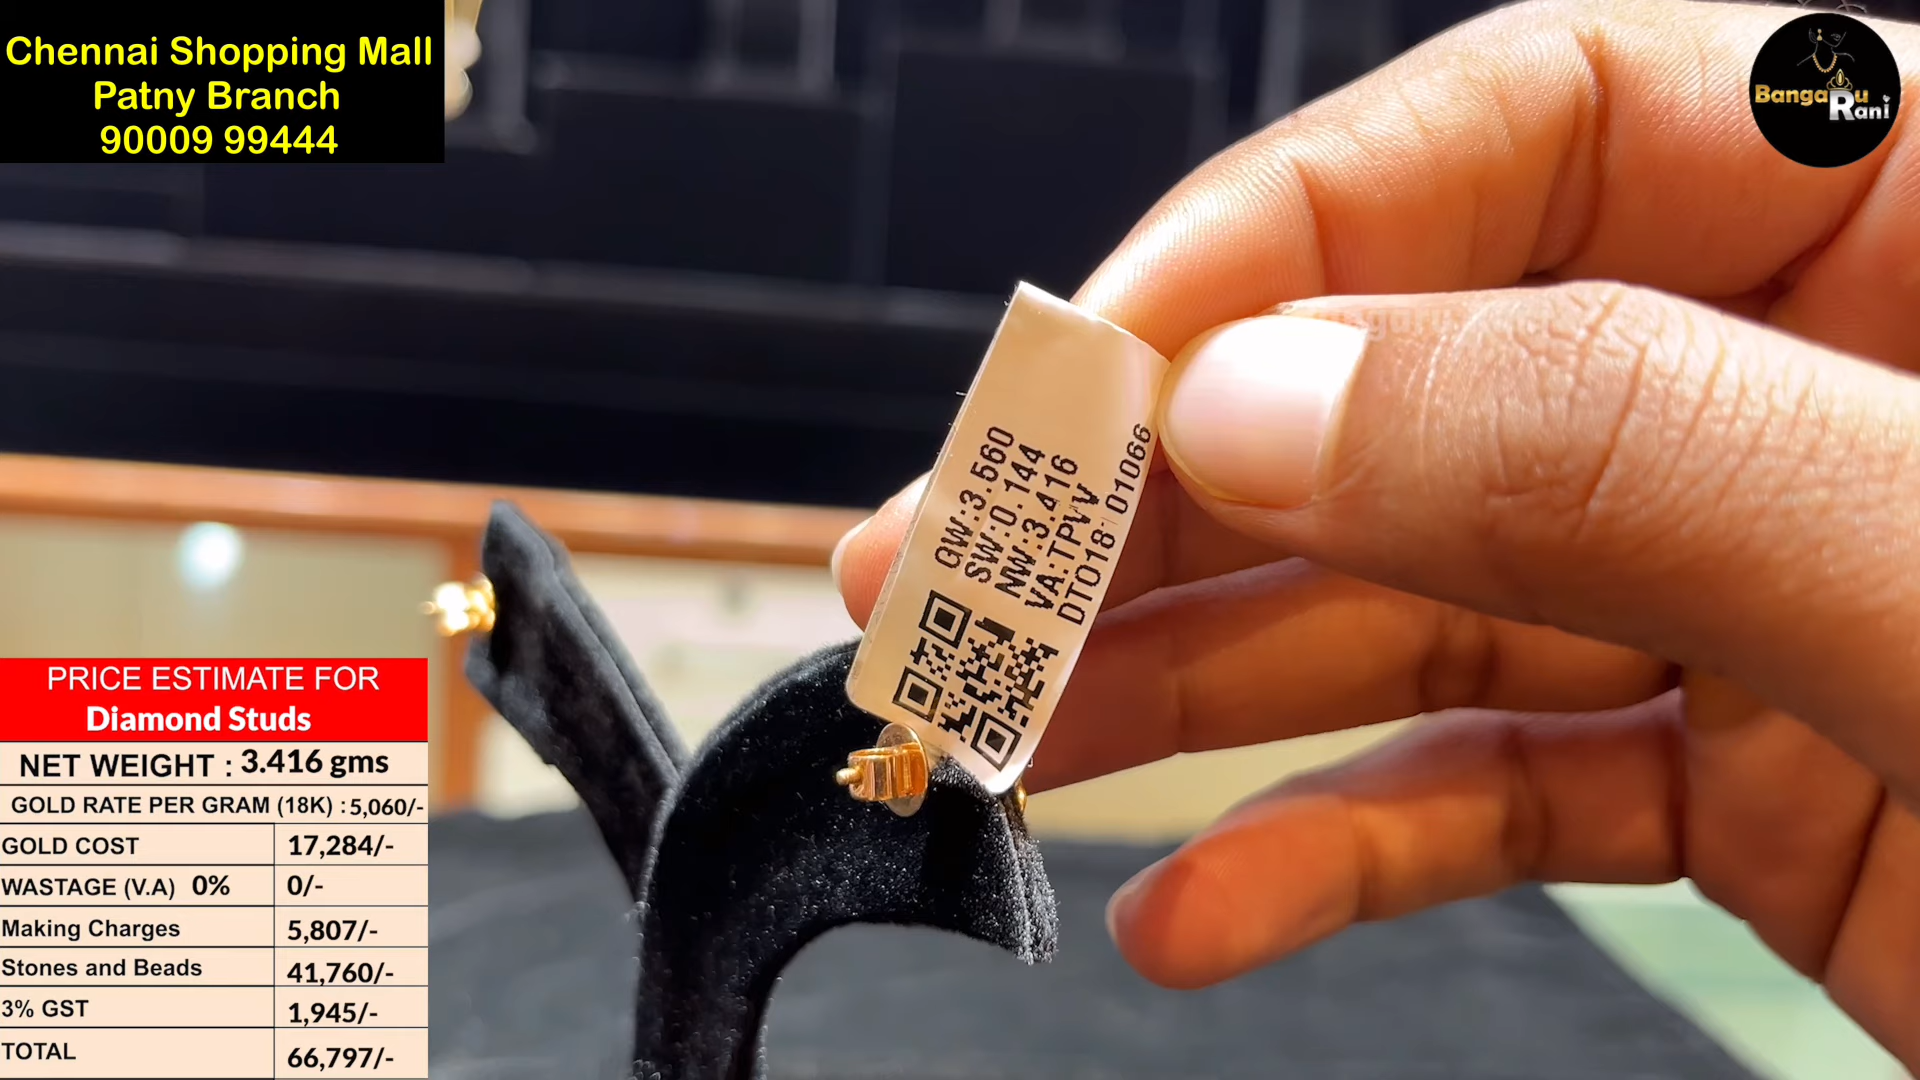 Chennai Shopping Mall
Patny Branch
90009 99444
BangaRu
Rani
GW:3.560
SW:0.144
NW:3.416
VA:TPVV
DTO18 01066
PRICE ESTIMATE FOR
Diamond Studs
NET WEIGHT : 3.416 gms
GOLD RATE PER GRAM (18K) : 5,060/-
GOLD COST 17,284/-
WASTAGE (V.A) 0% 0/-
Making Charges 5,807/-
Stones and Beads 41,760/-
3% GST 1,945/-
TOTAL 66,797/-